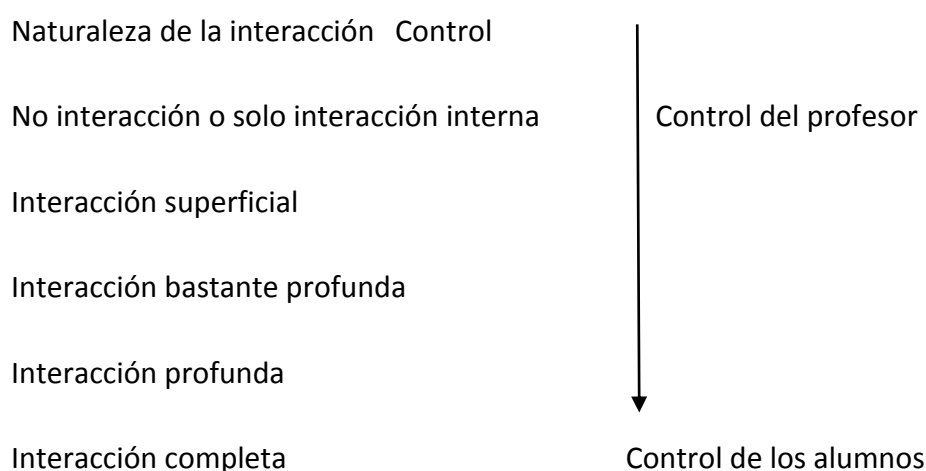 Naturaleza de la interacción   Control
No interacción o solo interacción interna   Control del profesor
Interacción superficial
Interacción bastante profunda
Interacción profunda
Interacción completa   Control de los alumnos